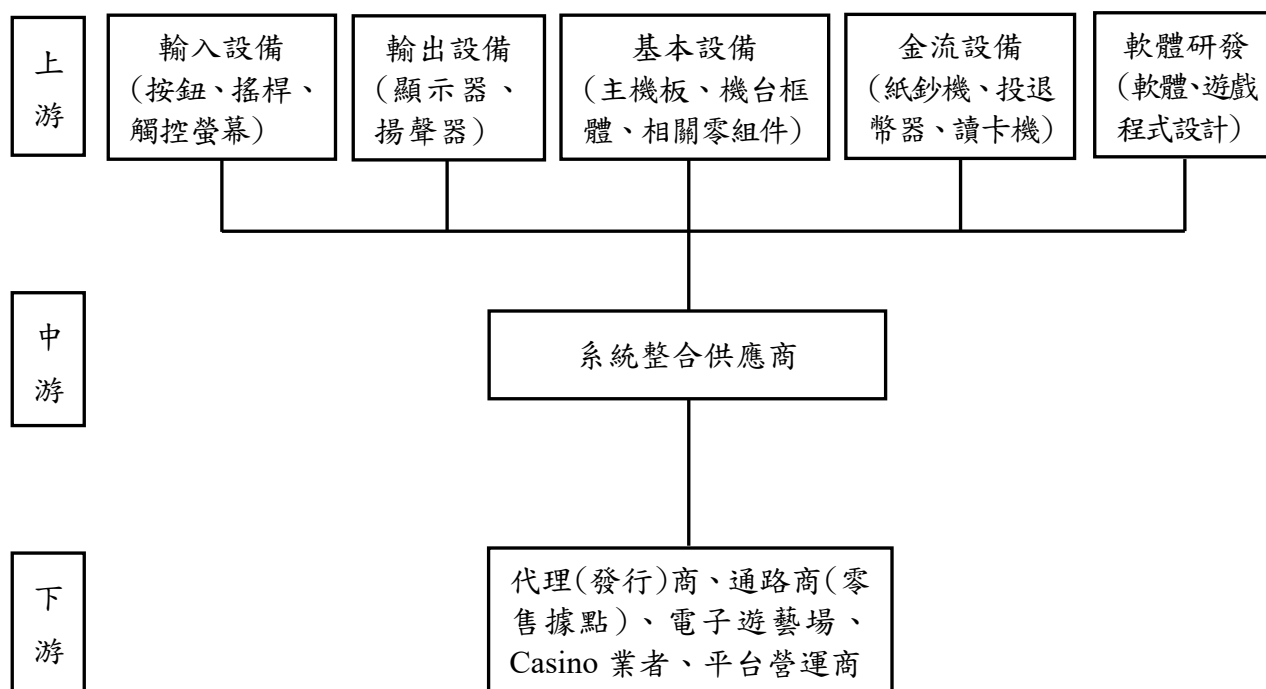 上
游
輸入設備
(按鈕、搖桿、
觸控螢幕)
輸出設備
(顯示器、
揚聲器)
基本設備
(主機板、機台框
體、相關零組件)
金流設備
(紙鈔機、投退
幣器、讀卡機)
軟體研發
(軟體、遊戲
程式設計)
中
游
系統整合供應商
下
游
代理(發行)商、通路商(零
售據點)、電子遊藝場、
Casino 業者、平台營運商